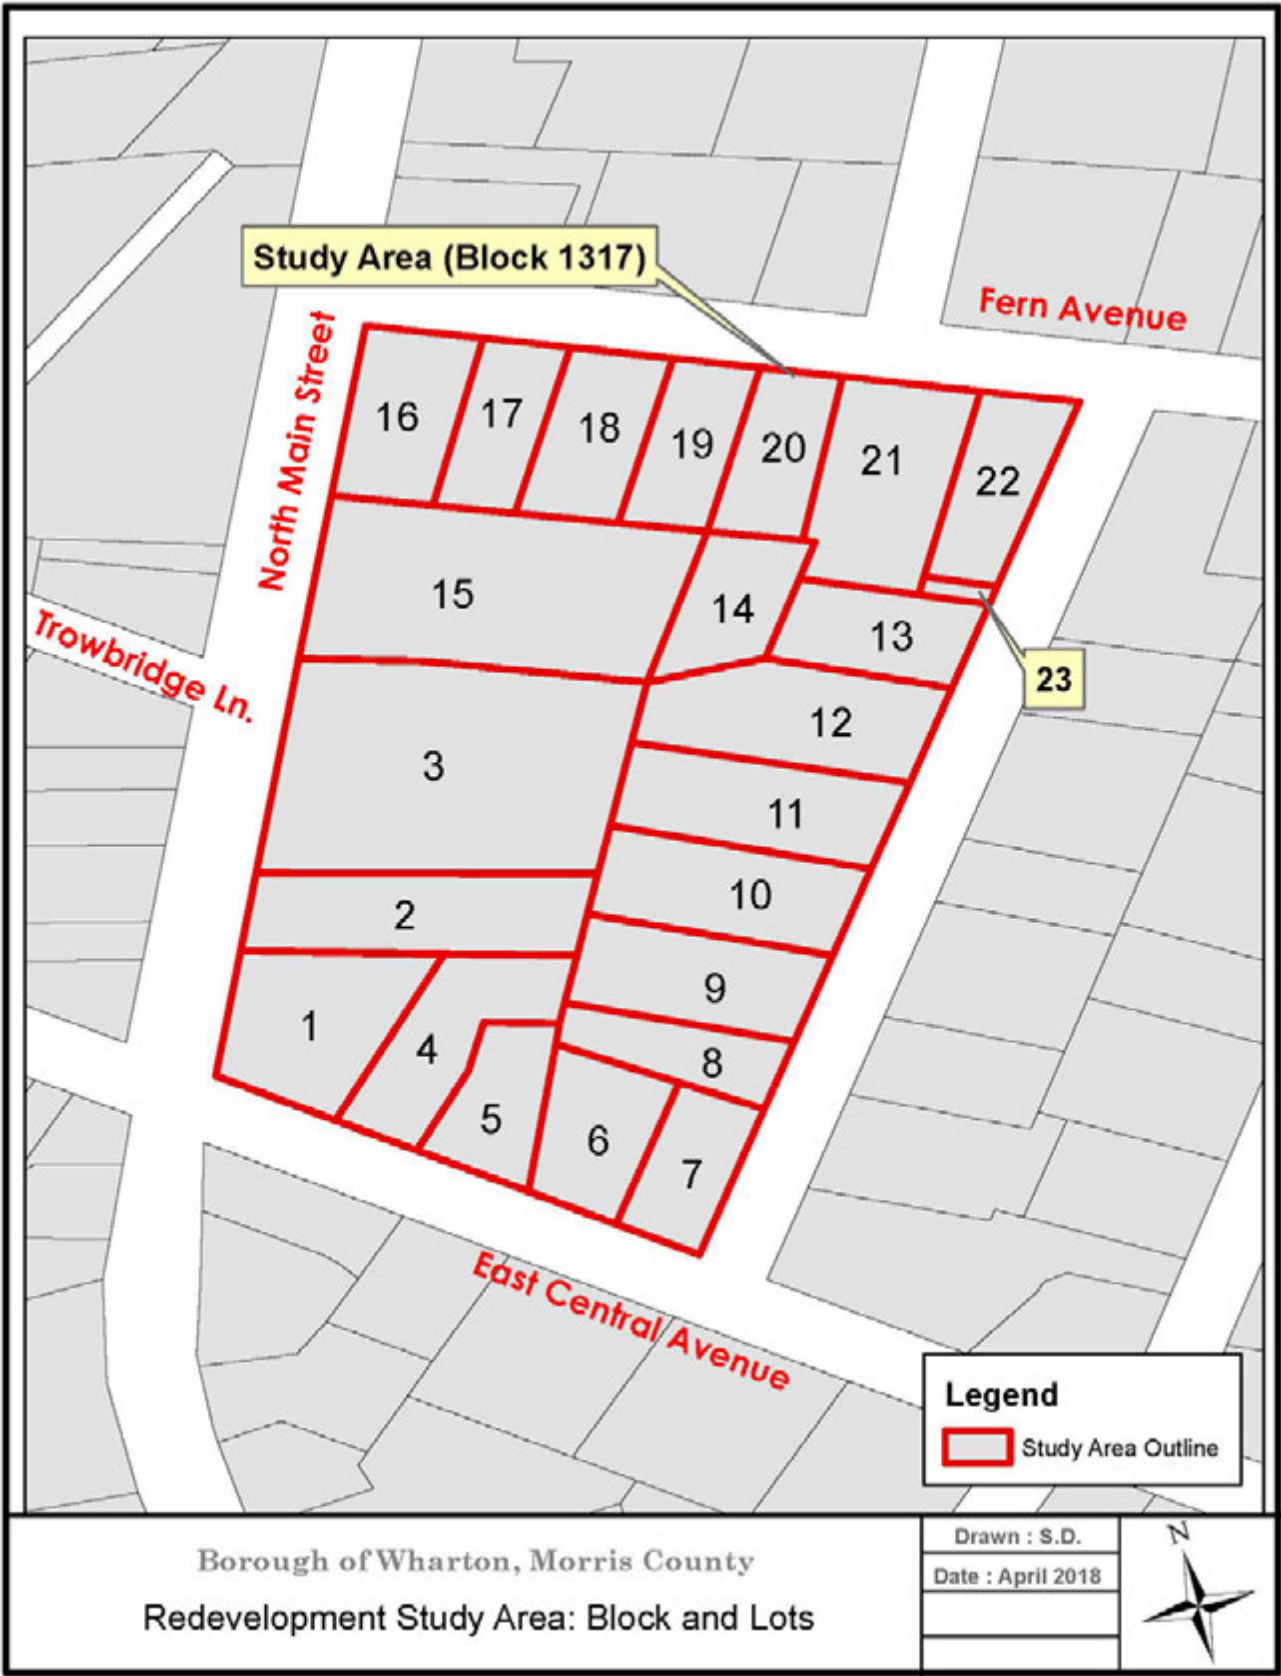 Study Area (Block 1317)
Fern Avenue
North Main Street
16
17
18
19
20
21
22
15
14
13
23
Trowbridge Ln.
12
3
11
10
2
9
1
4
8
5
6
7
East Central Avenue
Legend
Study Area Outline
Borough of Wharton, Morris County
Redevelopment Study Area: Block and Lots
Drawn : S.D.
Date : April 2018
N